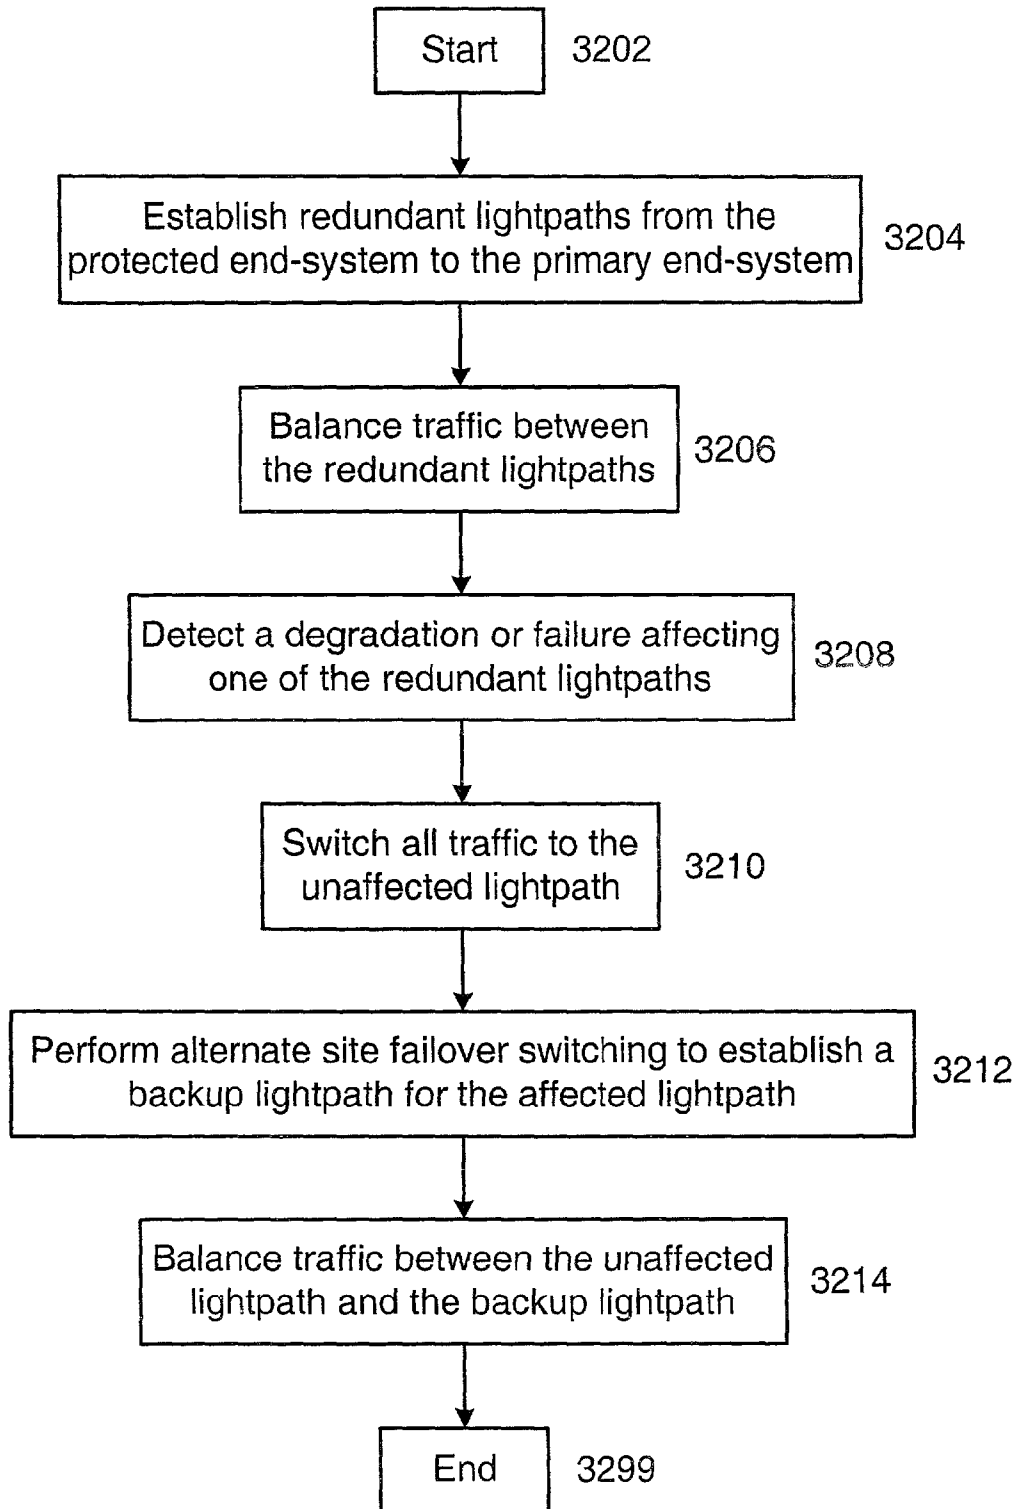 Start
3202
Establish redundant lightpaths from the
protected end-system to the primary end-system
3204
Balance traffic between
the redundant lightpaths
3206
Detect a degradation or failure affecting
one of the redundant lightpaths
3208
Switch all traffic to the
unaffected lightpath
3210
Perform alternate site failover switching to establish a
backup lightpath for the affected lightpath
3212
Balance traffic between the unaffected
lightpath and the backup lightpath
3214
End
3299